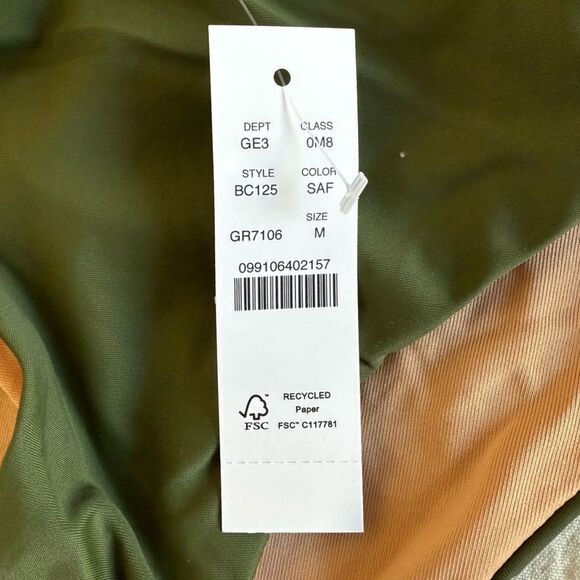 DEPT CLASS
GE3 0M8
STYLE COLOR
BC125 SAF
SIZE
GR7106 M
099106402157
RECYCLED
Paper
FSC
FSC™ C117781